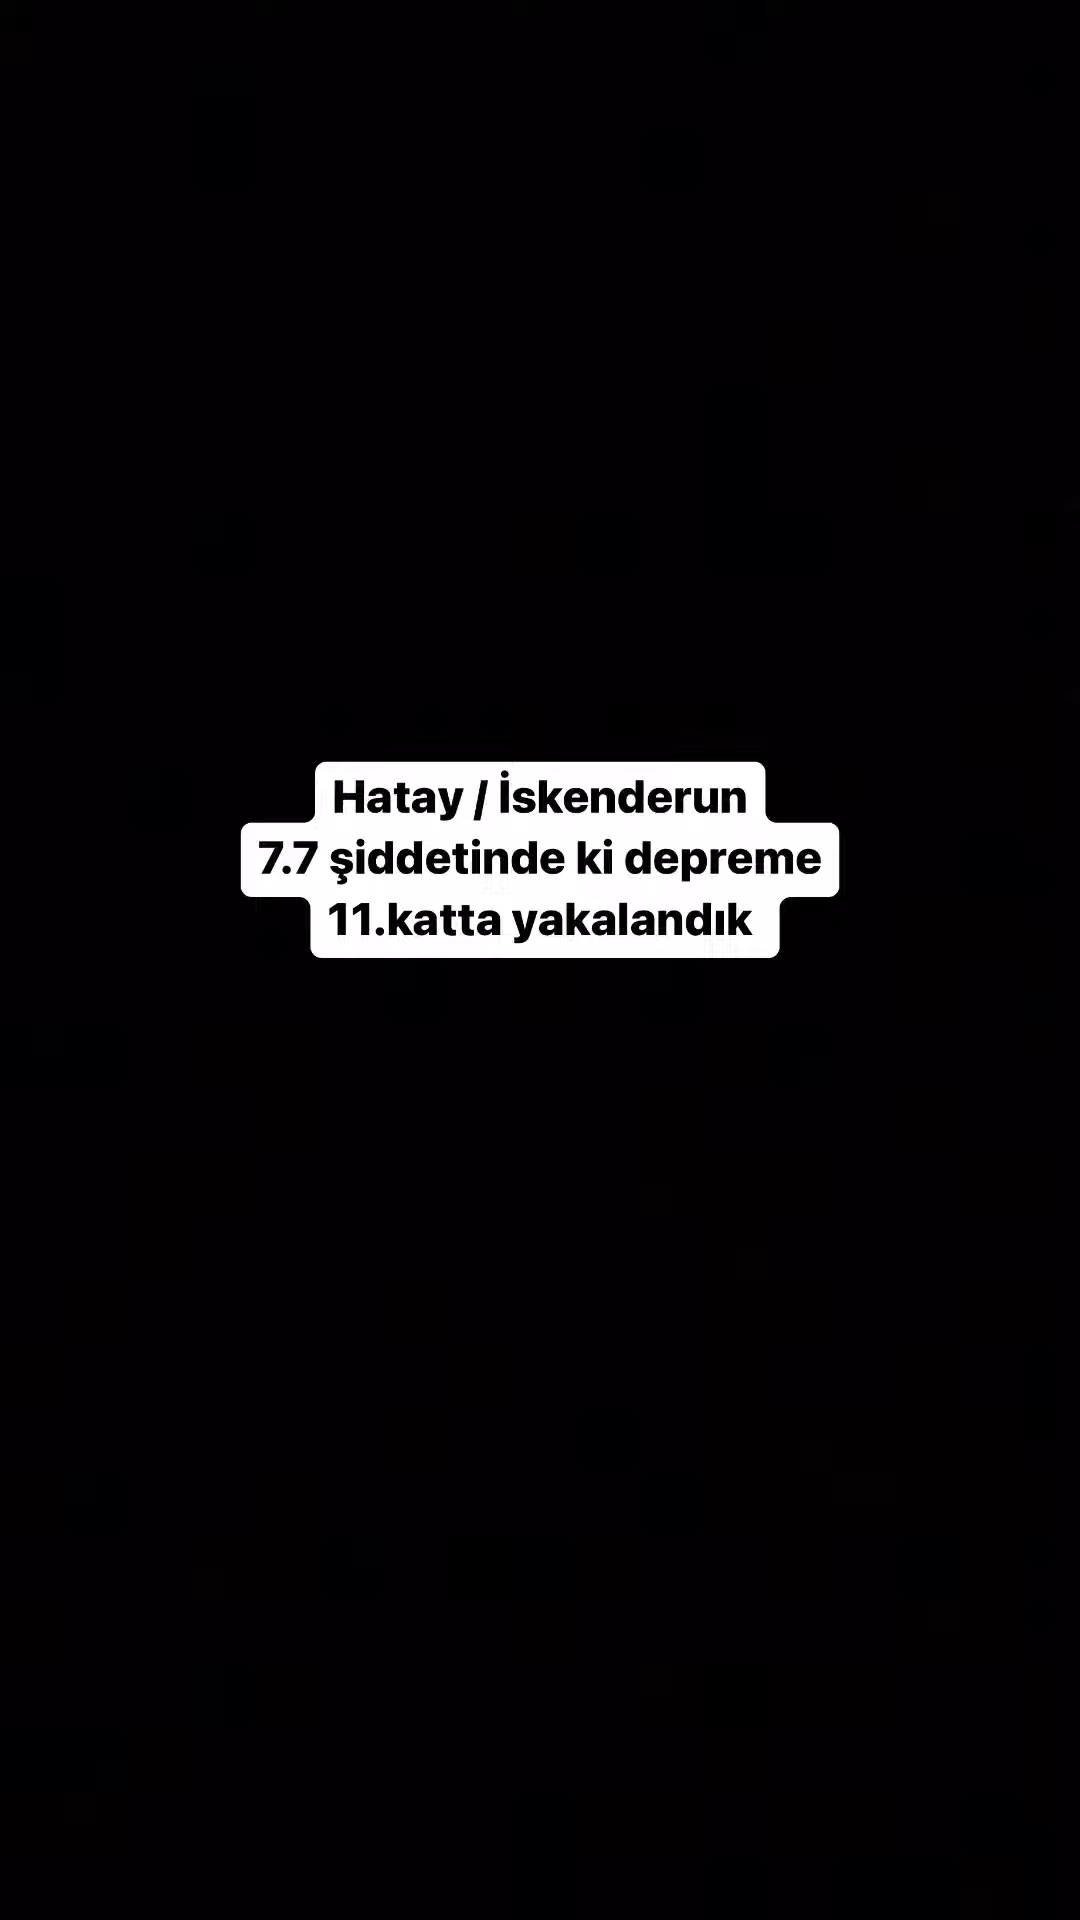 Hatay / İskenderun
7.7 şiddetinde ki depreme
11.katta yakalandık